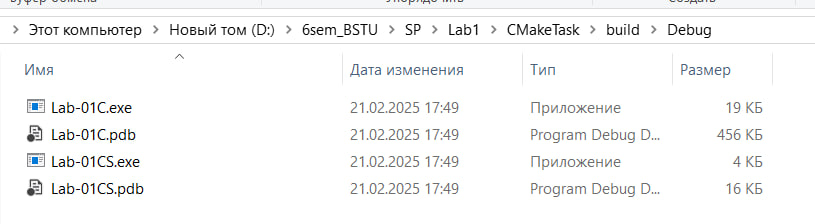 Этот компьютер > Новый том (D:) > 6sem_BSTU > SP > Lab1 > CMakeTask > build > Debug
Имя Дата изменения Тип Размер
Lab-01C.exe 21.02.2025 17:49 Приложение 19 КБ
Lab-01C.pdb 21.02.2025 17:49 Program Debug D... 456 КБ
Lab-01CS.exe 21.02.2025 17:49 Приложение 4 КБ
Lab-01CS.pdb 21.02.2025 17:49 Program Debug D... 16 КБ